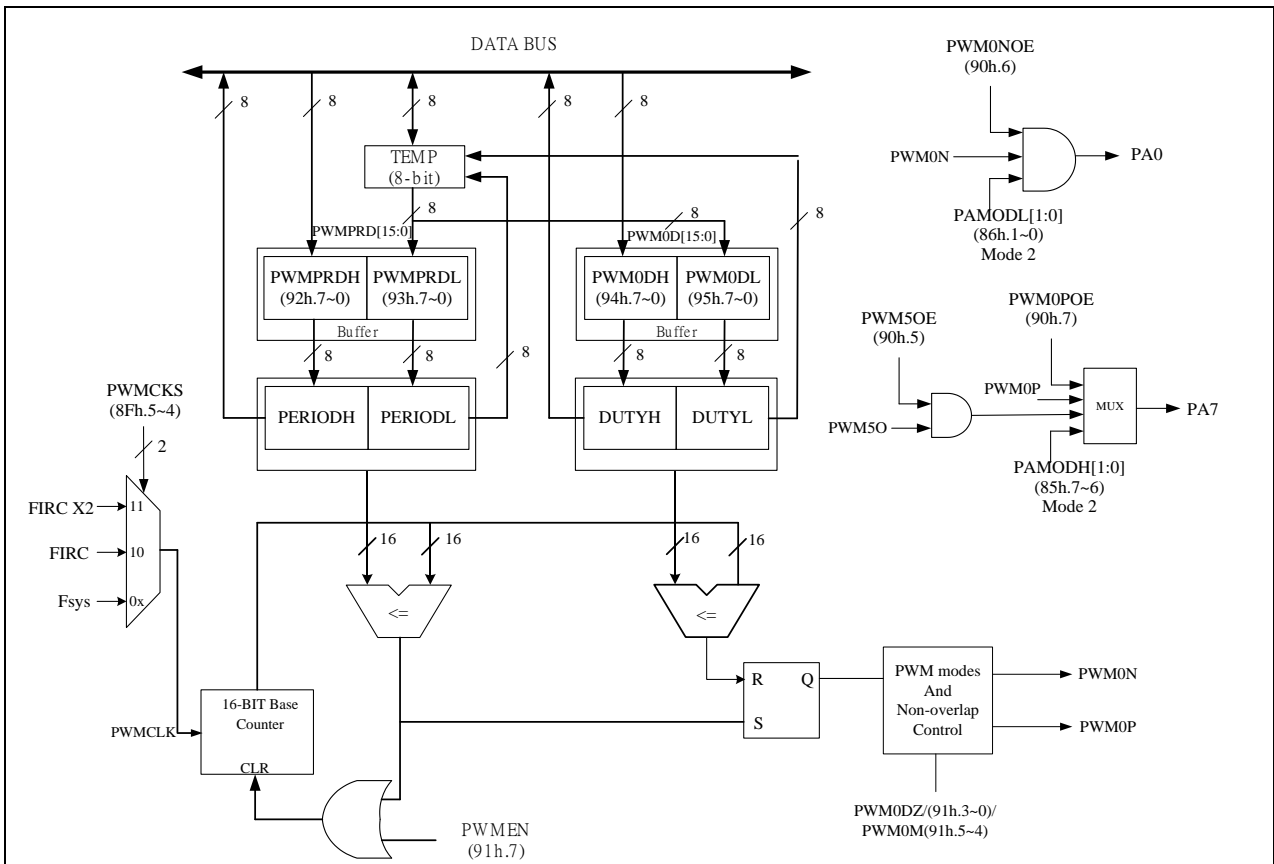 DATA BUS
8
8
8
8
8
TEMP
(8-bit)
8
8
8
PWMPRD[15:0]
PWM0D[15:0]
PWMPRDH
(92h.7~0)
PWMPRDL
(93h.7~0)
Buffer
PWM0DH
(94h.7~0)
PWM0DL
(95h.7~0)
Buffer
8
8
8
8
8
PERIODH
PERIODL
DUTYH
DUTYL
PWMCKS
(8Fh.5~4)
2
FIRC X2
11
FIRC
10
Fsys
0x
16
16
16
16
<=
<=
PWMCLK
16-BIT Base
Counter
CLR
PWMEN
(91h.7)
R
Q
S
PWM modes
And
Non-overlap
Control
PWM0N
PWM0P
PWM0DZ/(91h.3~0)/
PWM0M(91h.5~4)
PWM0NOE
(90h.6)
PWM0N
PA0
PAMODL[1:0]
(86h.1~0)
Mode 2
PWM0POE
(90h.7)
PWM5OE
(90h.5)
PWM0P
PWM5O
MUX
PA7
PAMODH[1:0]
(85h.7~6)
Mode 2